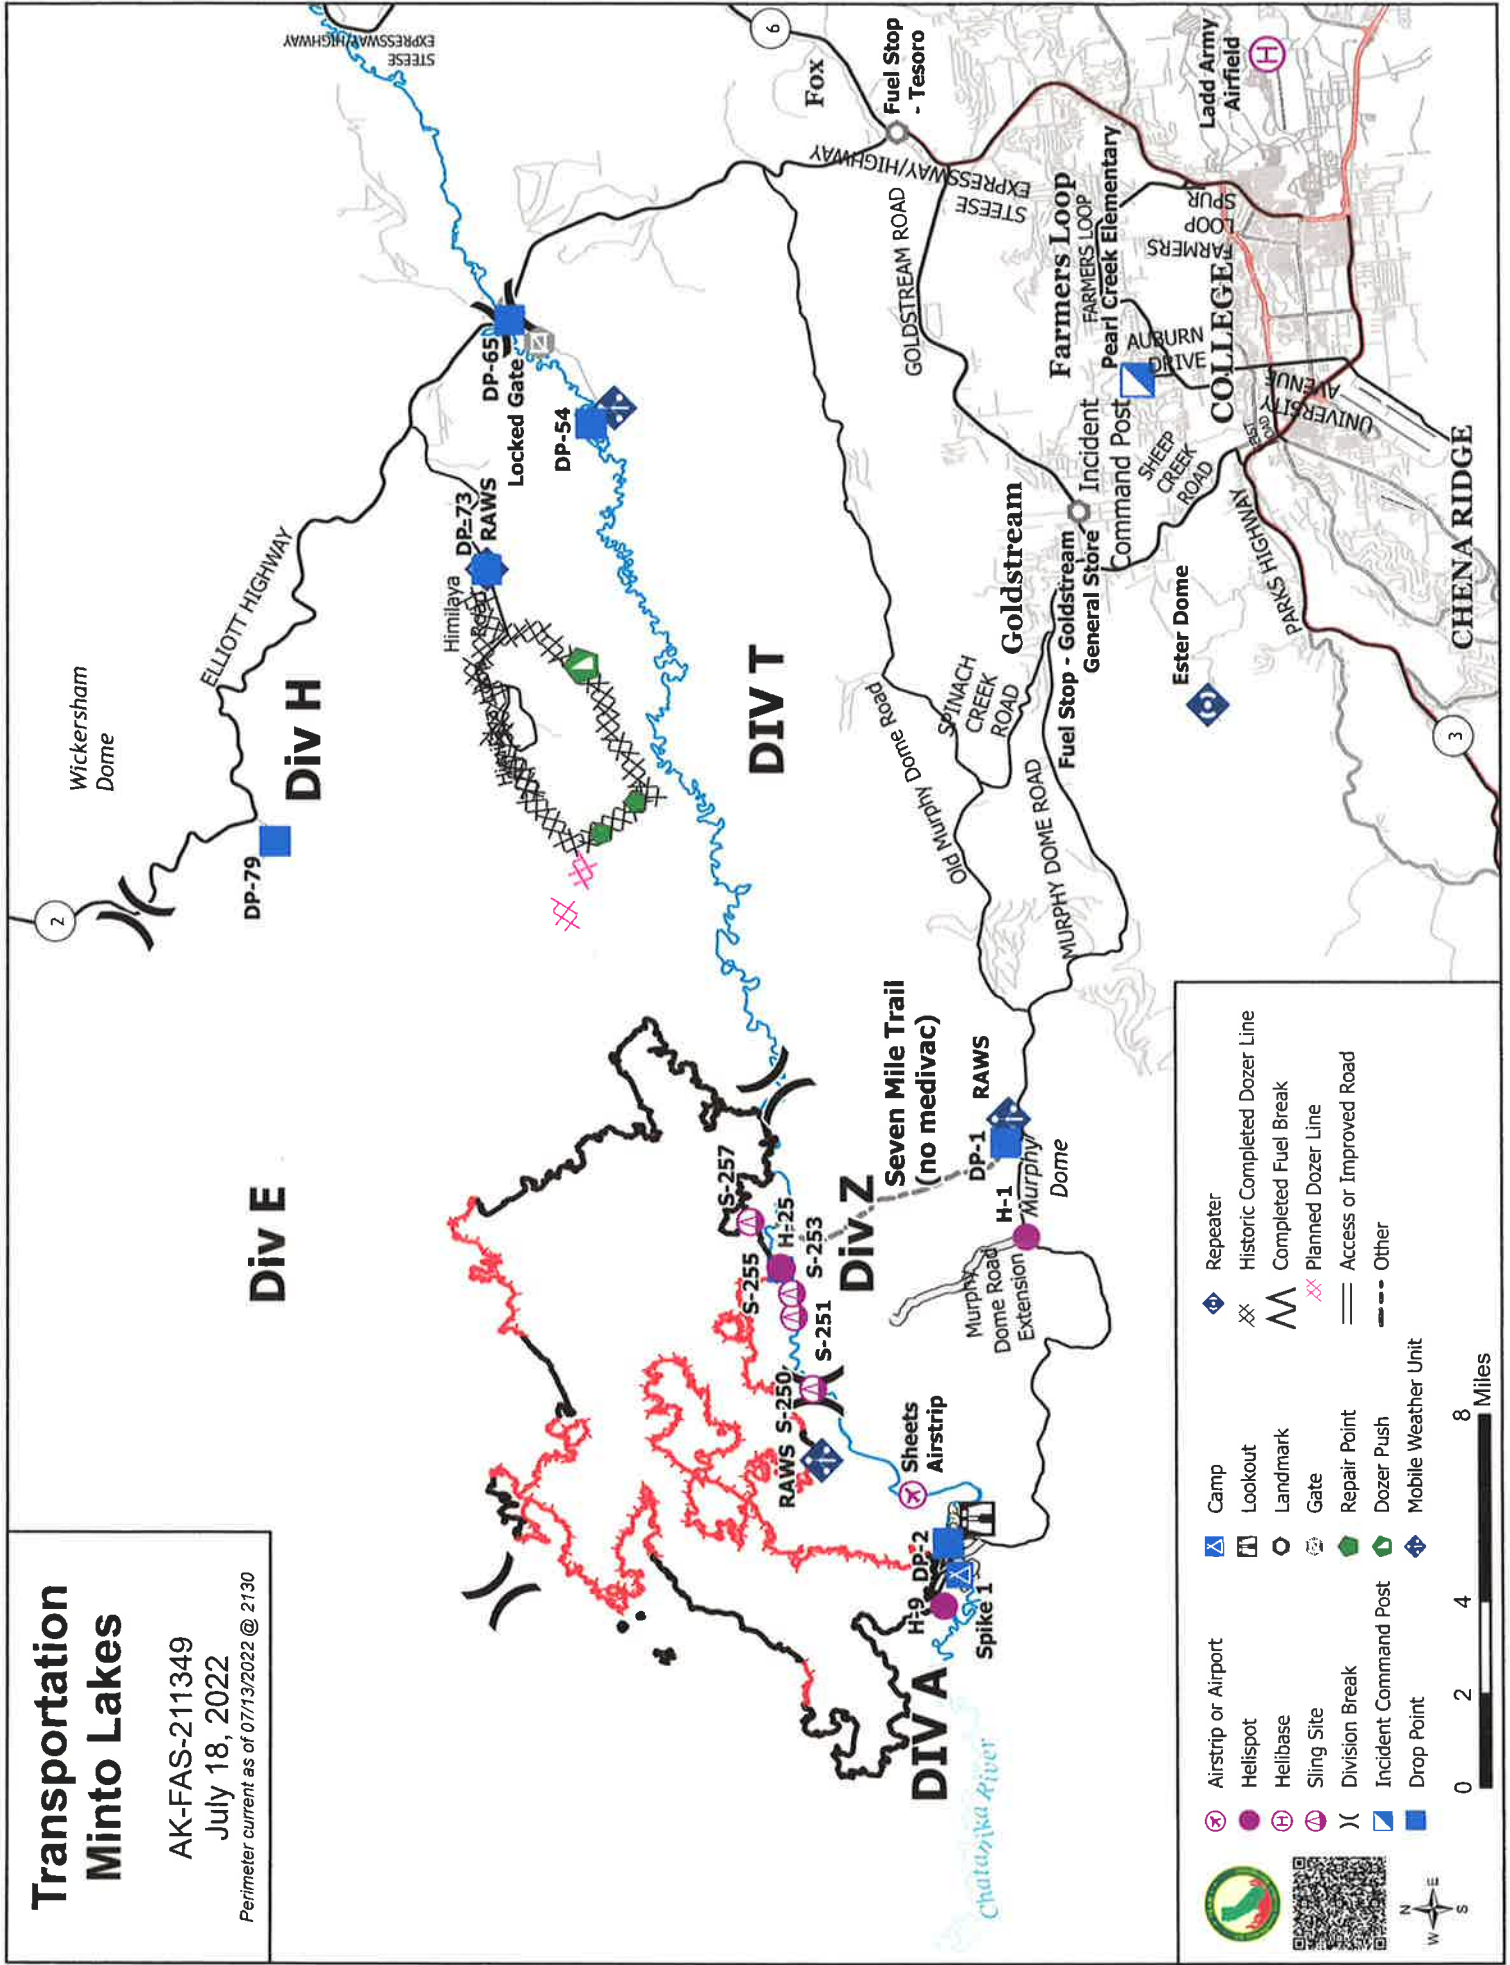 Transportation
Minto Lakes
AK-FAS-211349
July 18, 2022
Perimeter current as of 07/13/2022 @ 2130
Div E
Wickersham
Dome
2
DP-79
Div H
ELLIOTT HIGHWAY
STEESE
EXPRESSWAY/HIGHWAY
Himilaya
Road
DP-73
RAWS
DP-65
Locked Gate
DP-54
DIV T
6
Fox
Fuel Stop
- Tesoro
STEESE
EXPRESSWAY/HIGHWAY
GOLDSTREAM ROAD
Farmers Loop
FARMERS LOOP
Pearl Creek Elementary
Incident
Command Post
AUBURN
DRIVE
FARMERS
LOOP
SPUR
Ladd Army
Airfield
COLLEGE
UNIVERSITY
AVENUE
SHEEP
CREEK
ROAD
PARKS HIGHWAY
CHENA RIDGE
3
Goldstream
Fuel Stop - Goldstream
General Store
Ester Dome
SPINACH
CREEK
ROAD
Old Murphy Dome Road
MURPHY DOME ROAD
Seven Mile Trail
(no medivac)
RAWS
DP-1
H-1
Murphy
Dome
Murphy
Dome Road
Extension
Div Z
S-257
H-25
S-255
S-253
S-251
S-250
RAWS
Sheets
Airstrip
DP-2
H-9
Spike 1
DIV A
Chatanika River
Airstrip or Airport
Helispot
Helibase
Sling Site
Division Break
Incident Command Post
Drop Point
Camp
Lookout
Landmark
Gate
Repair Point
Dozer Push
Mobile Weather Unit
Repeater
Historic Completed Dozer Line
Completed Fuel Break
Planned Dozer Line
Access or Improved Road
Other
N
W E
S
0 2 4 8
Miles